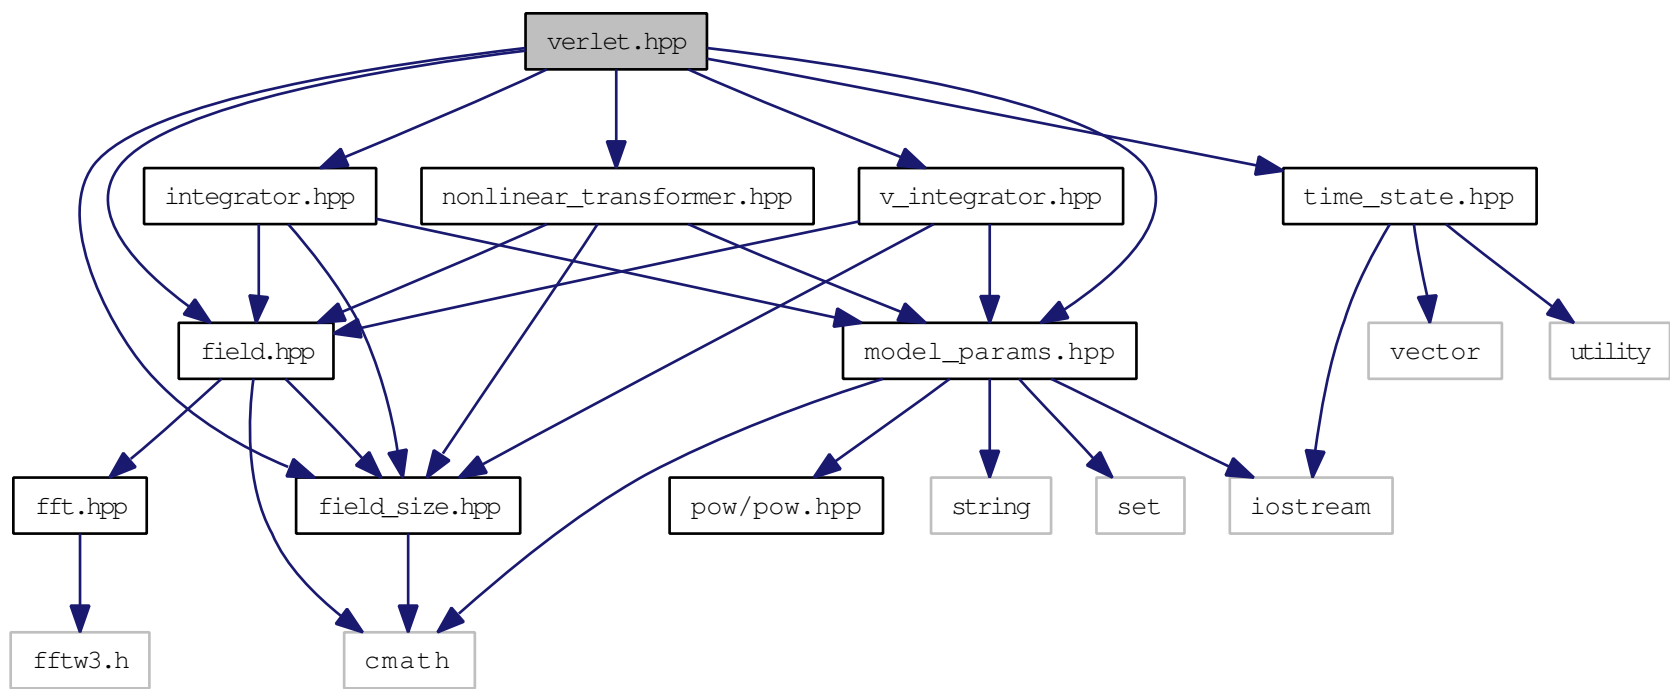 verlet.hpp
integrator.hpp
nonlinear_transformer.hpp
v_integrator.hpp
time_state.hpp
field.hpp
model_params.hpp
vector
utility
fft.hpp
field_size.hpp
pow/pow.hpp
string
set
iostream
fftw3.h
cmath